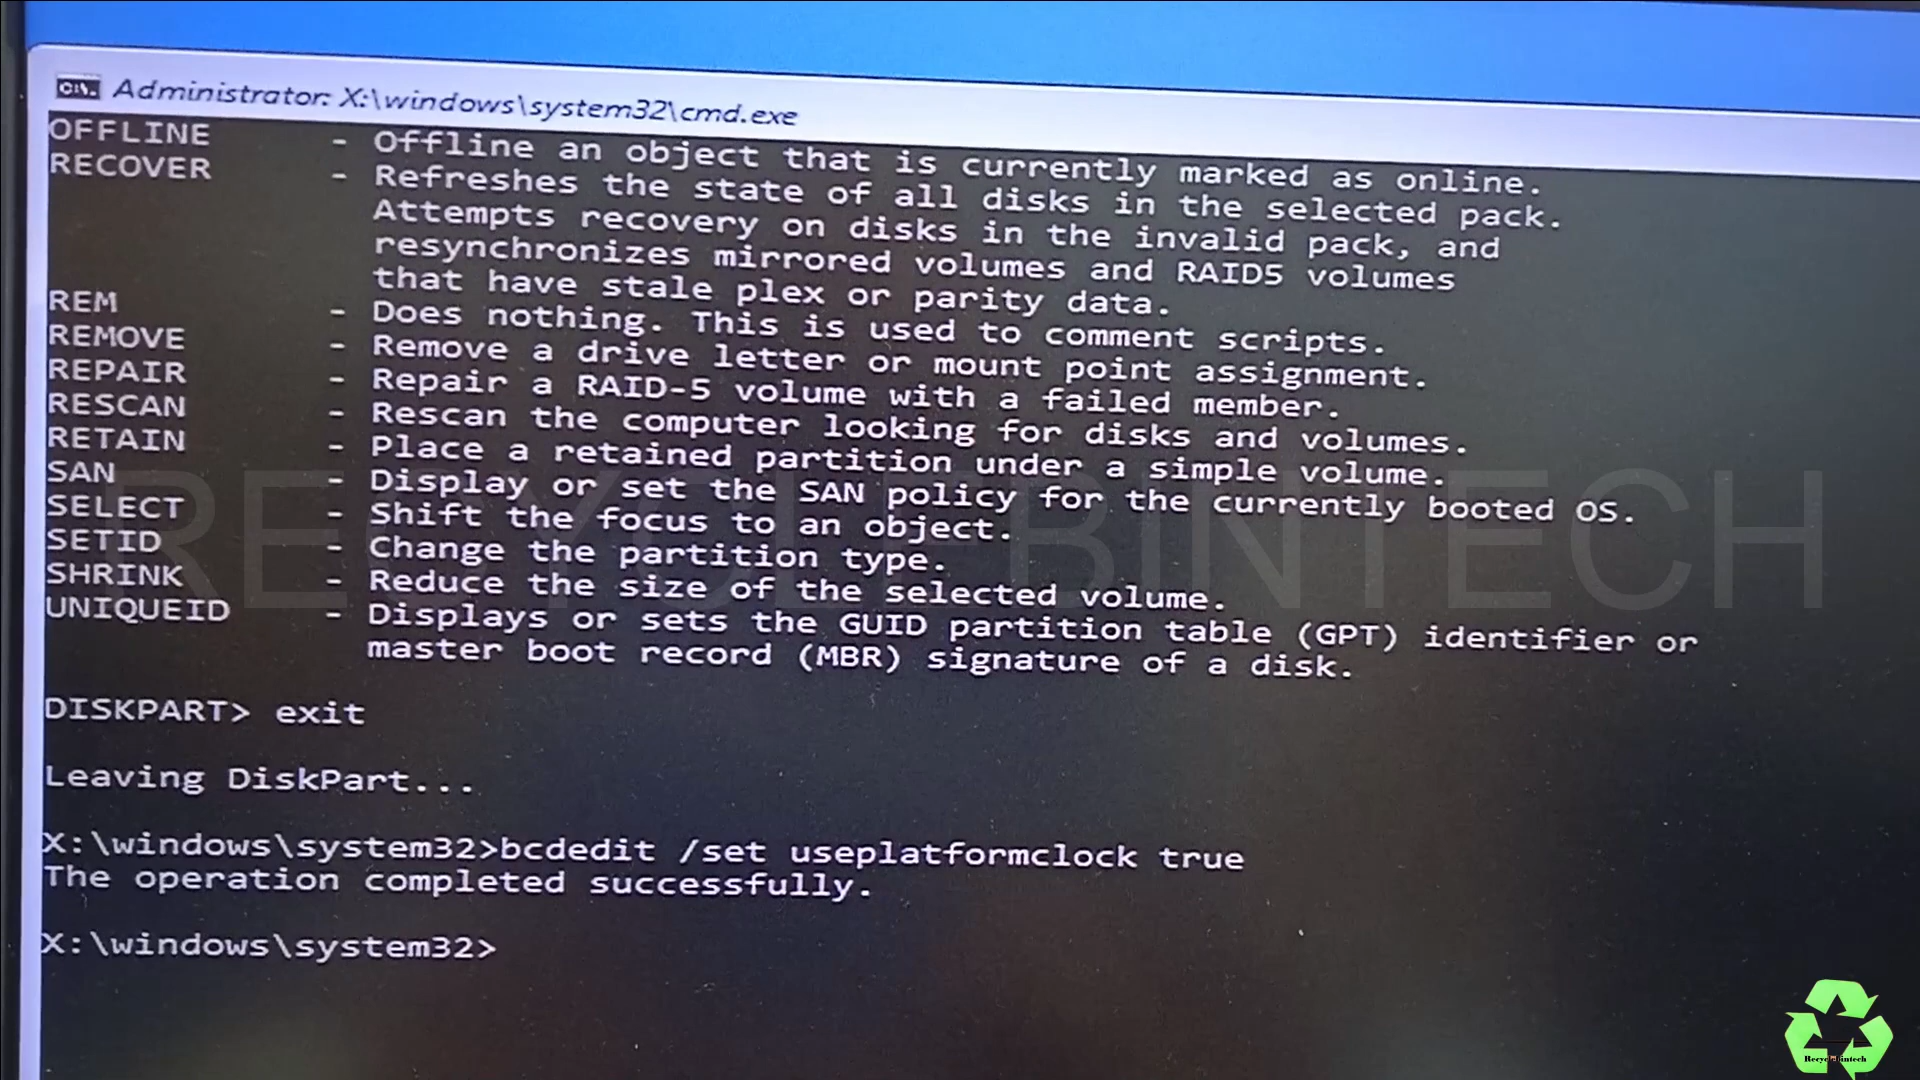 Administrator: X:\windows\system32\cmd.exe
OFFLINE - Offline an object that is currently marked as online.
RECOVER - Refreshes the state of all disks in the selected pack.
Attempts recovery on disks in the invalid pack, and
resynchronizes mirrored volumes and RAID5 volumes
that have stale plex or parity data.
REM - Does nothing. This is used to comment scripts.
REMOVE - Remove a drive letter or mount point assignment.
REPAIR - Repair a RAID-5 volume with a failed member.
RESCAN - Rescan the computer looking for disks and volumes.
RETAIN - Place a retained partition under a simple volume.
SAN - Display or set the SAN policy for the currently booted OS.
SELECT - Shift the focus to an object.
SETID - Change the partition type.
SHRINK - Reduce the size of the selected volume.
UNIQUEID - Displays or sets the GUID partition table (GPT) identifier or
master boot record (MBR) signature of a disk.
DISKPART> exit
Leaving DiskPart...
X:\windows\system32>bcdedit /set useplatformclock true
The operation completed successfully.
X:\windows\system32>